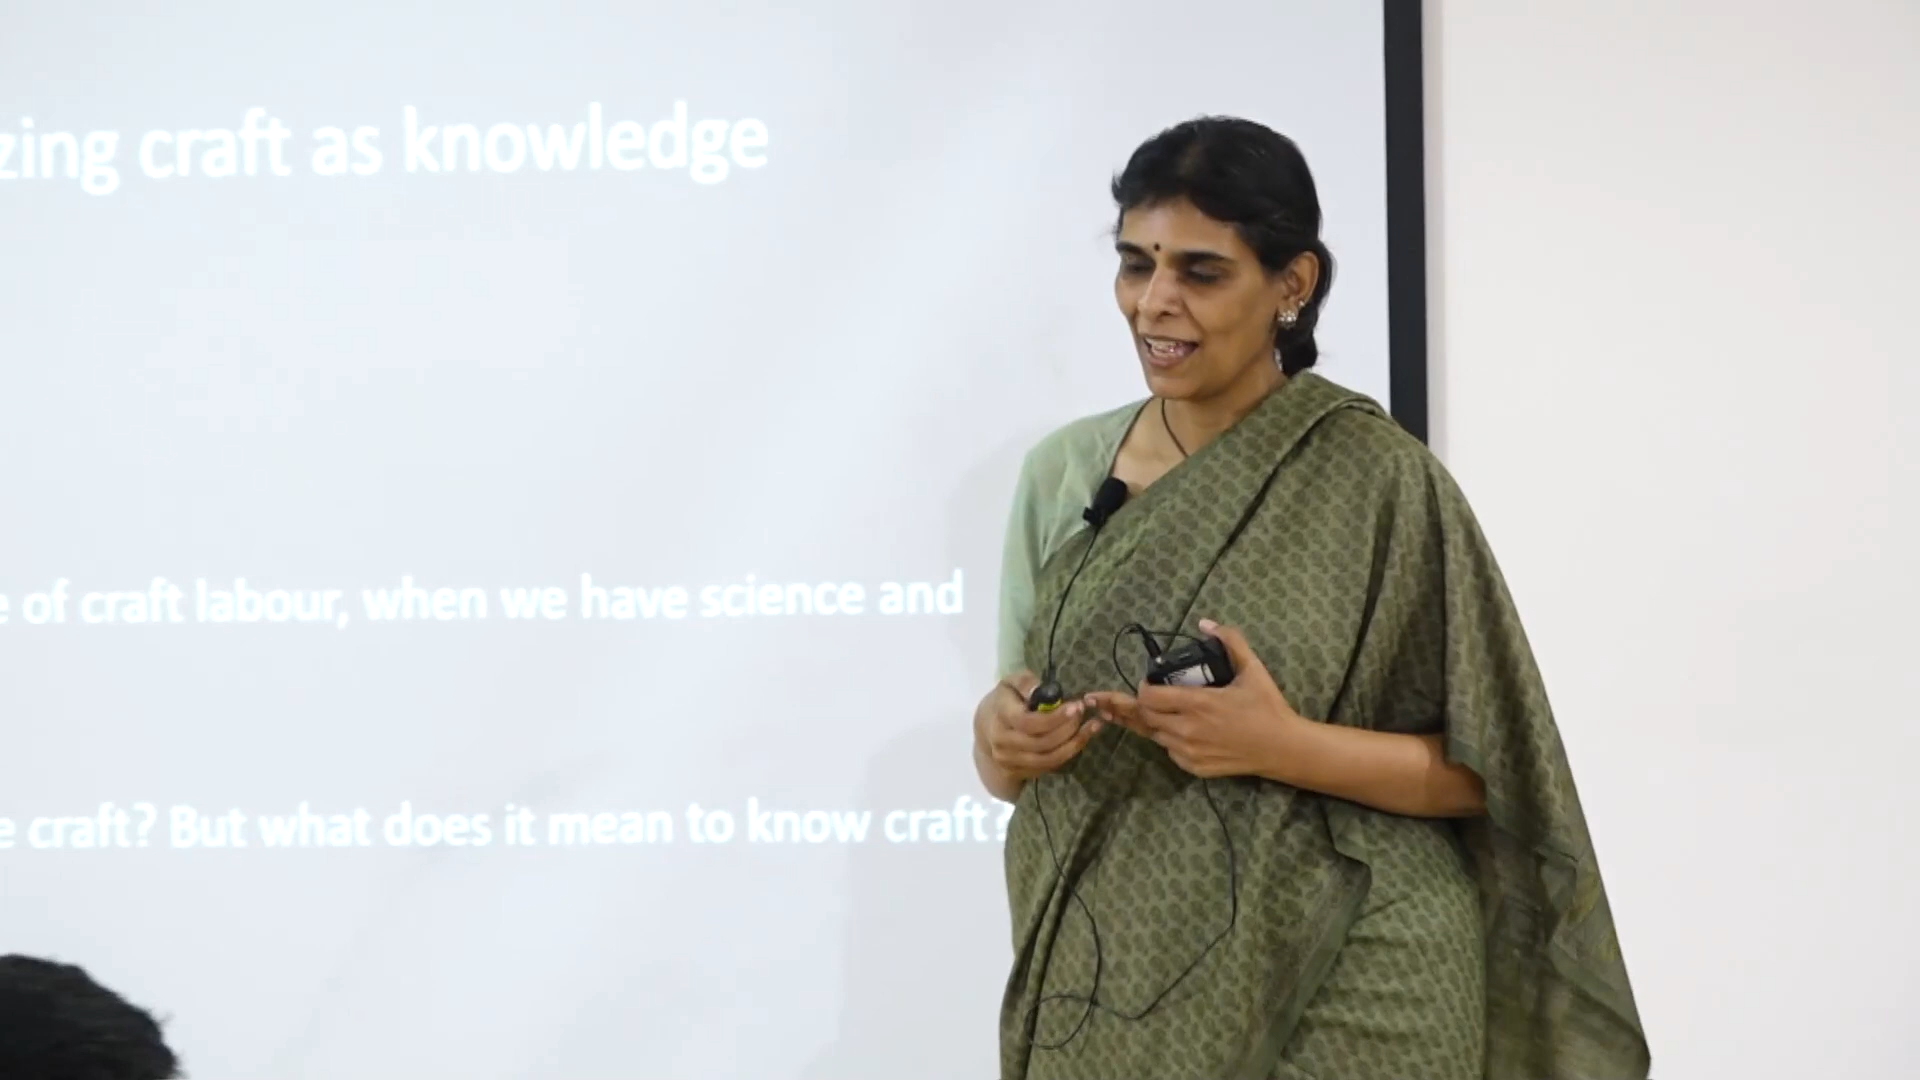 craft as knowledge
of craft labour, when we have science and
craft? But what does it mean to know craft?